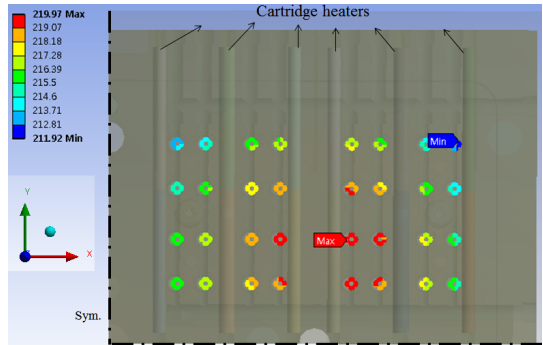 Cartridge heaters
219.97 Max
219.07
218.18
217.28
216.39
215.5
214.6
213.71
212.81
211.92 Min
Min
Max
Y
X
Sym.